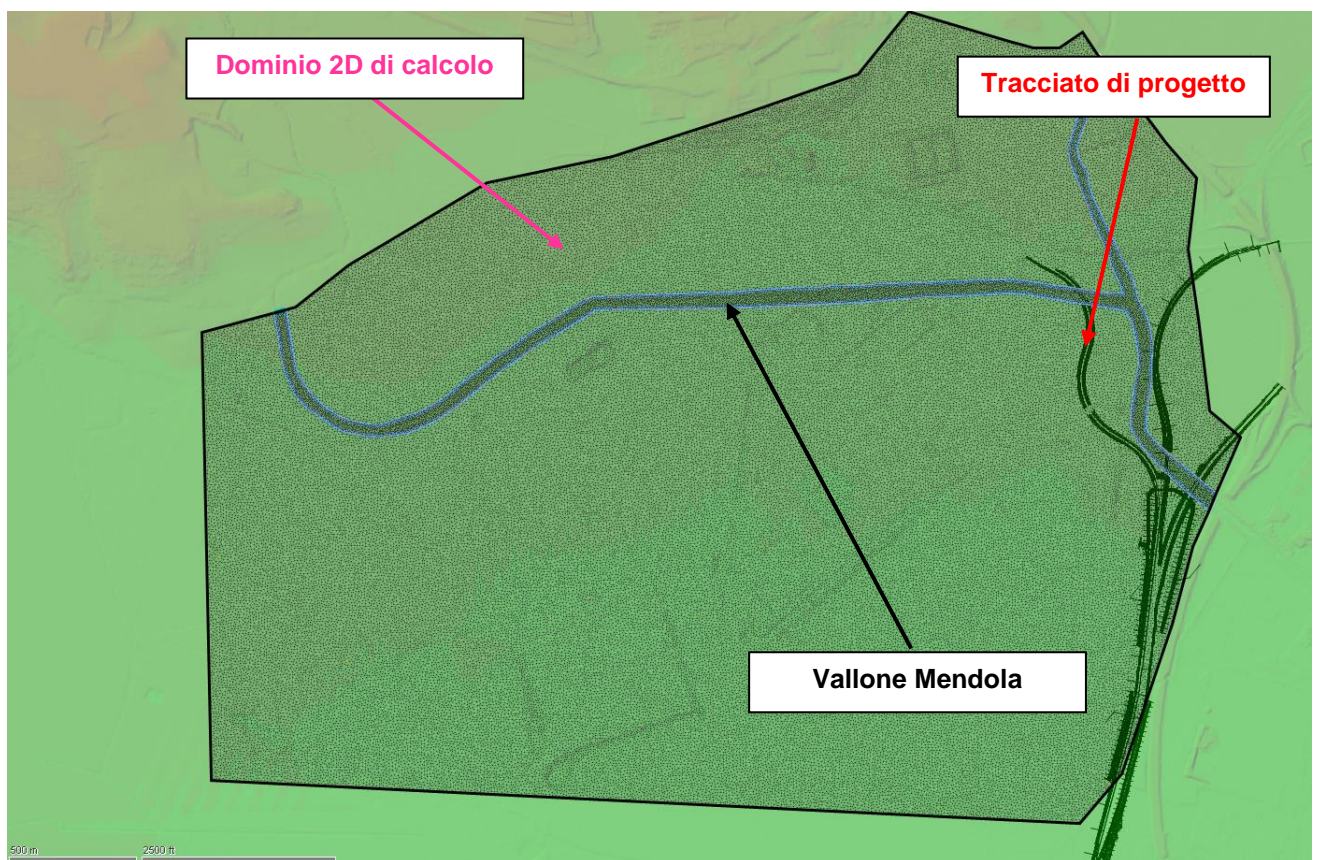 Dominio 2D di calcolo
Tracciato di progetto
Vallone Mendola
500 m
2500 ft